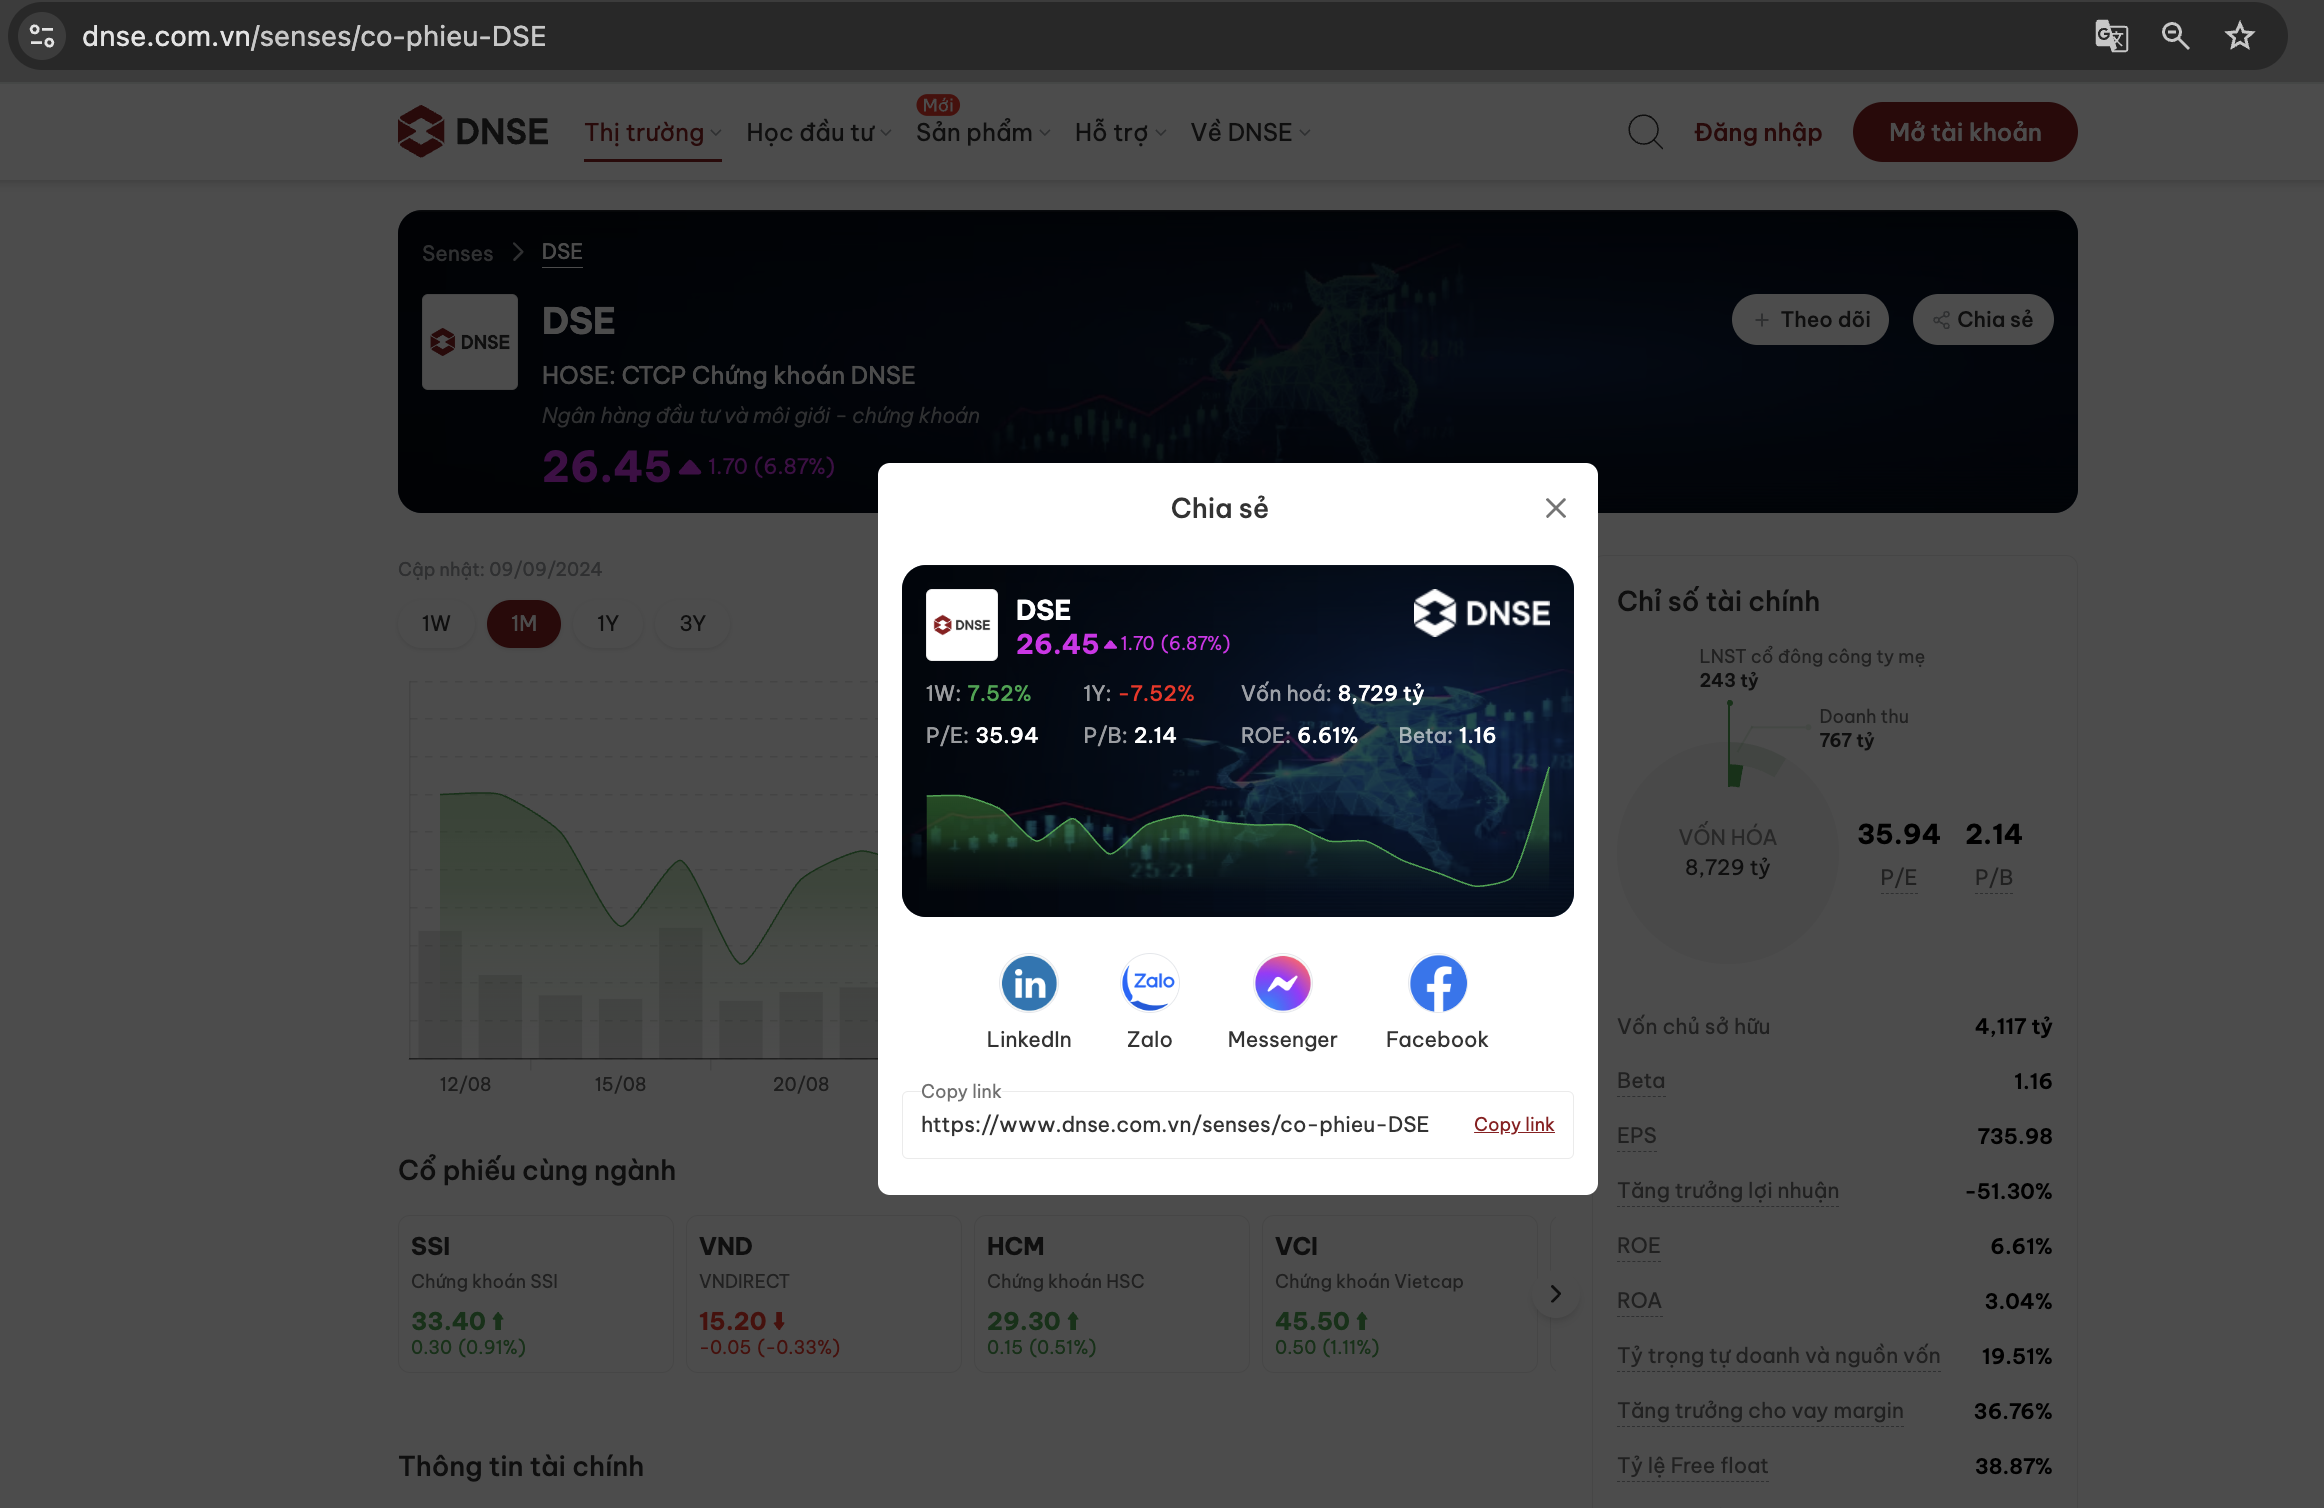 dnse.com.vn/senses/co-phieu-DSE
DNSE
Thị trường
Học đầu tư
Mới
Sản phẩm
Hỗ trợ
Về DNSE
Đăng nhập
Mở tài khoản
Senses
DSE
DNSE
DSE
HOSE: CTCP Chứng khoán DNSE
Ngân hàng đầu tư và môi giới - chứng khoán
26.45 1.70 (6.87%)
+ Theo dõi
Chia sẻ
Cập nhật: 09/09/2024
1W
1M
1Y
3Y
12/08
15/08
20/08
Chia sẻ
DNSE
DSE
26.45 1.70 (6.87%)
DNSE
1W: 7.52% 1Y: -7.52% Vốn hoá: 8,729 tỷ
P/E: 35.94 P/B: 2.14 ROE: 6.61% Beta: 1.16
24.78
25.21
LinkedIn
Zalo
Zalo
Messenger
Facebook
Copy link
https://www.dnse.com.vn/senses/co-phieu-DSE
Copy link
Cổ phiếu cùng ngành
SSI
Chứng khoán SSI
33.40
0.30 (0.91%)
VND
VNDIRECT
15.20
-0.05 (-0.33%)
HCM
Chứng khoán HSC
29.30
0.15 (0.51%)
VCI
Chứng khoán Vietcap
45.50
0.50 (1.11%)
Thông tin tài chính
Chỉ số tài chính
LNST cổ đông công ty mẹ
243 tỷ
Doanh thu
767 tỷ
VỐN HÓA
8,729 tỷ
35.94
P/E
2.14
P/B
Vốn chủ sở hữu 4,117 tỷ
Beta 1.16
EPS 735.98
Tăng trưởng lợi nhuận -51.30%
ROE 6.61%
ROA 3.04%
Tỷ trọng tự doanh và nguồn vốn 19.51%
Tăng trưởng cho vay margin 36.76%
Tỷ lệ Free float 38.87%